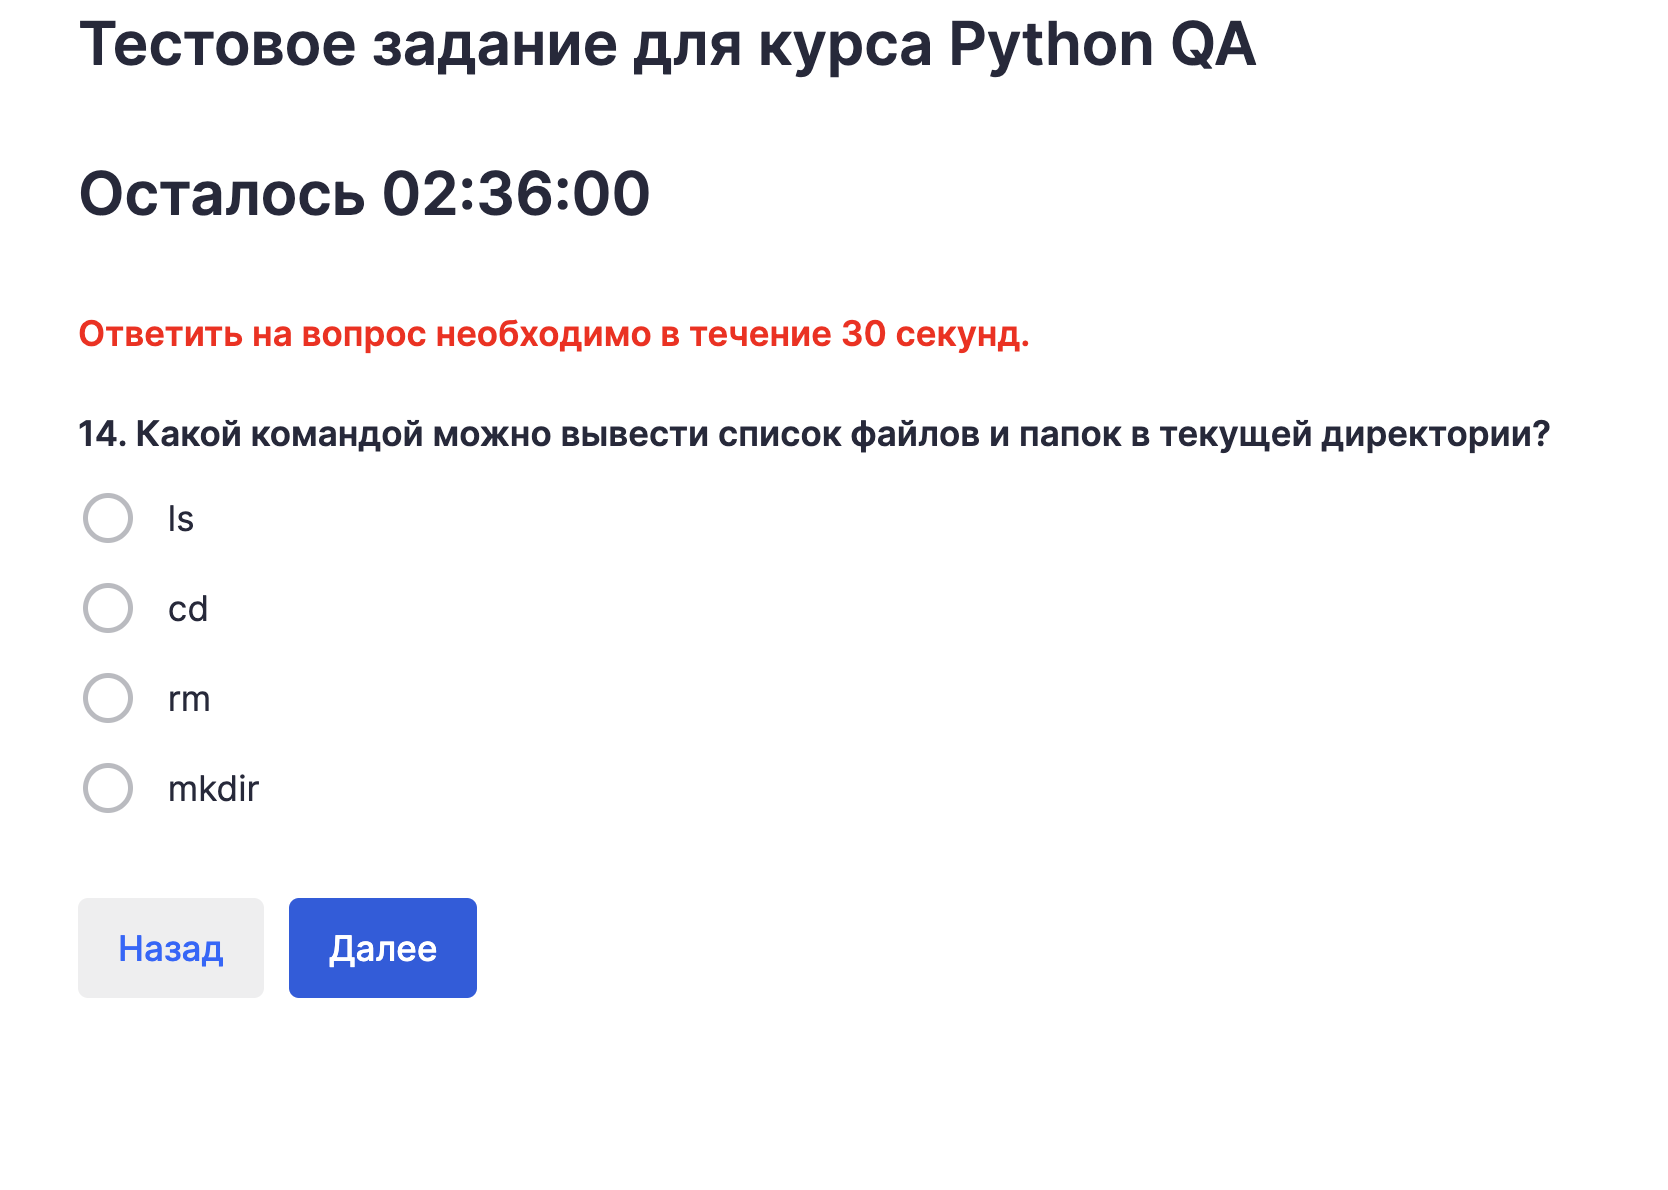 Тестовое задание для курса Python QA
Осталось 02:36:00
Ответить на вопрос необходимо в течение 30 секунд.
14. Какой командой можно вывести список файлов и папок в текущей директории?
ls
cd
rm
mkdir
Назад Далее